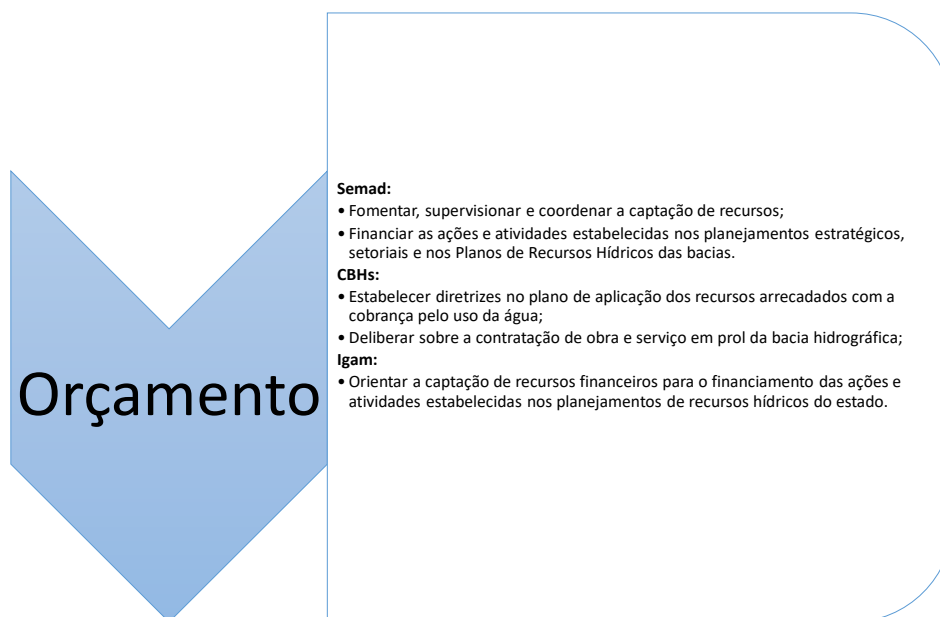 Orçamento
Semad:
• Fomentar, supervisionar e coordenar a captação de recursos;
• Financiar as ações e atividades estabelecidas nos planejamentos estratégicos,
setoriais e nos Planos de Recursos Hídricos das bacias.
CBHs:
• Estabelecer diretrizes no plano de aplicação dos recursos arrecadados com a
cobrança pelo uso da água;
• Deliberar sobre a contratação de obra e serviço em prol da bacia hidrográfica;
Igam:
• Orientar a captação de recursos financeiros para o financiamento das ações e
atividades estabelecidas nos planejamentos de recursos hídricos do estado.